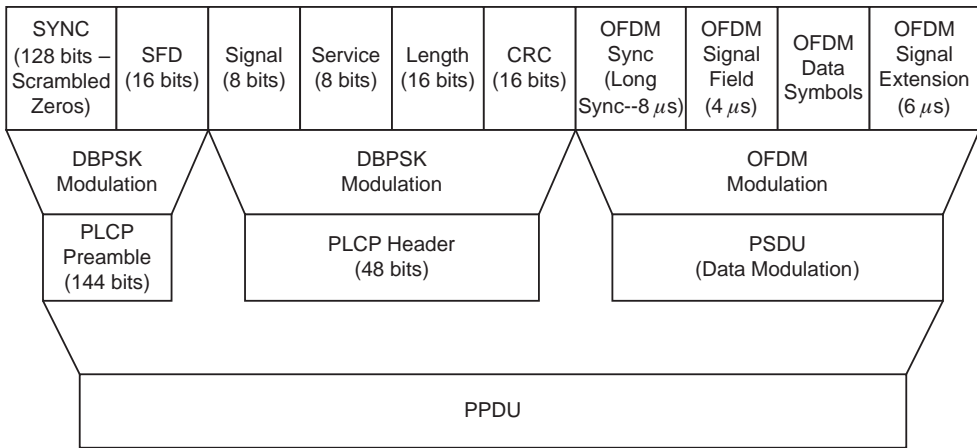 SYNC
(128 bits –
Scrambled
Zeros)
SFD
(16 bits)
Signal
(8 bits)
Service
(8 bits)
Length
(16 bits)
CRC
(16 bits)
OFDM
Sync
(Long
Sync--8 μs)
OFDM
Signal
Field
(4 μs)
OFDM
Data
Symbols
OFDM
Signal
Extension
(6 μs)
DBPSK
Modulation
DBPSK
Modulation
OFDM
Modulation
PLCP
Preamble
(144 bits)
PLCP Header
(48 bits)
PSDU
(Data Modulation)
PPDU